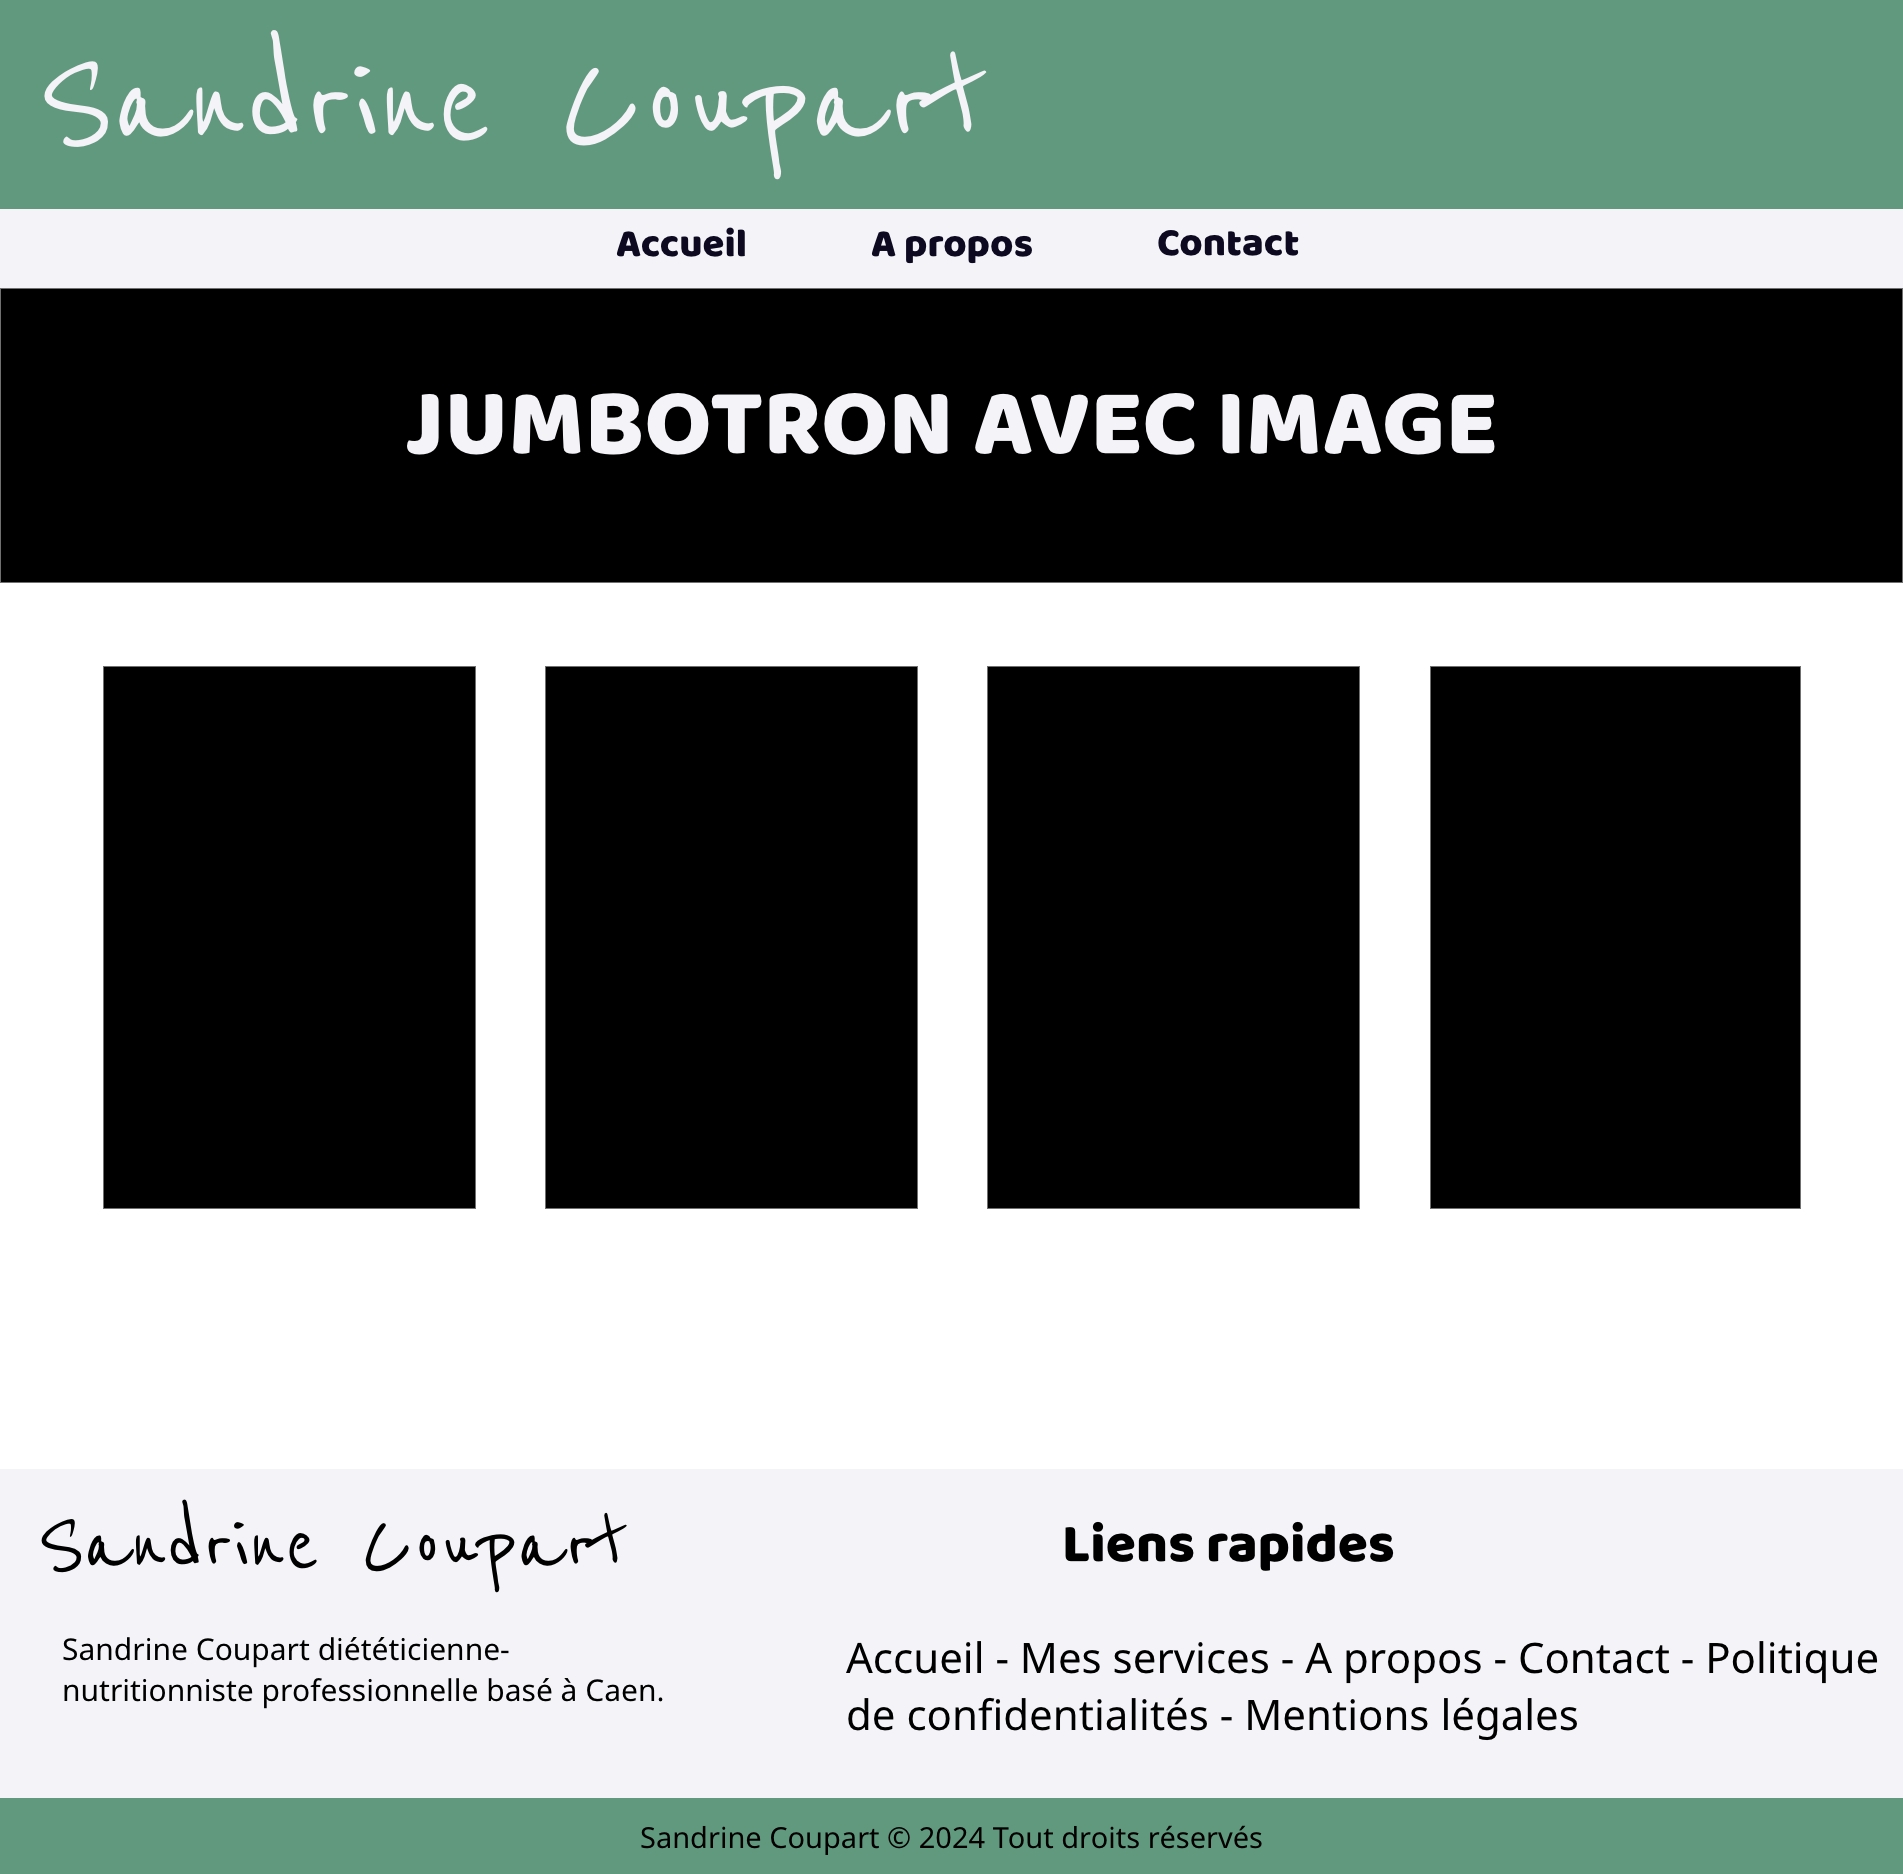 Sandrine Coupart
Accueil A propos Contact
JUMBOTRON AVEC IMAGE
Sandrine Coupart
Sandrine Coupart diététicienne-
nutritionniste professionnelle basé à Caen.
Liens rapides
Accueil - Mes services - A propos - Contact - Politique
de confidentialités - Mentions légales
Sandrine Coupart © 2024 Tout droits réservés